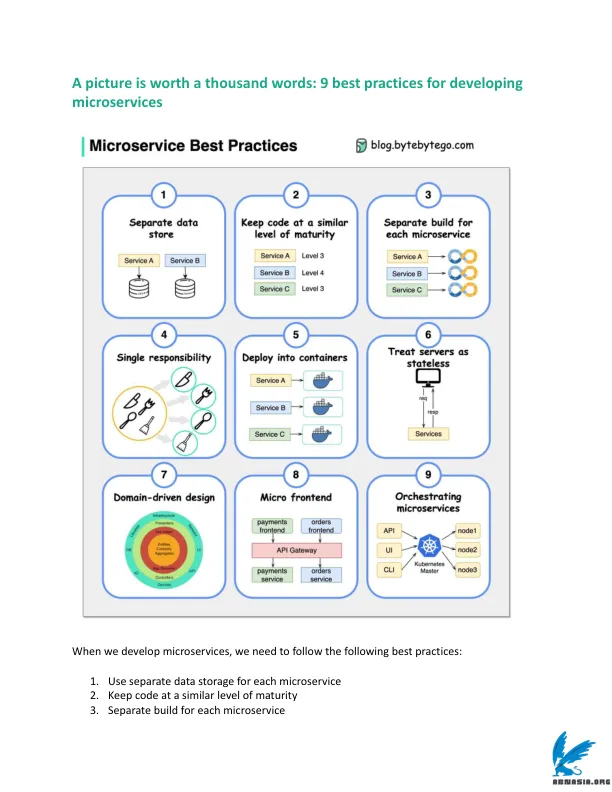 A picture is worth a thousand words: 9 best practices for developing
microservices
Microservice Best Practices
blog.bytebytego.com
1
Separate data
store
Service A
Service B
2
Keep code at a similar
level of maturity
Service A Level 3
Service B Level 4
Service C Level 3
3
Separate build for
each microservice
Service A
Service B
Service C
4
Single responsibility
5
Deploy into containers
Service A
Service B
Service C
6
Treat servers as
stateless
req
resp
Services
7
Domain-driven design
Infrastructure
Presenters
Entities,
Controllers
Devices
8
Micro frontend
payments
frontend
orders
frontend
API Gateway
payments
service
orders
service
9
Orchestrating
microservices
API
UI
CLI
Kubernetes
Master
node1
node2
node3
When we develop microservices, we need to follow the following best practices:
1. Use separate data storage for each microservice
2. Keep code at a similar level of maturity
3. Separate build for each microservice
ABNASIA.ORG